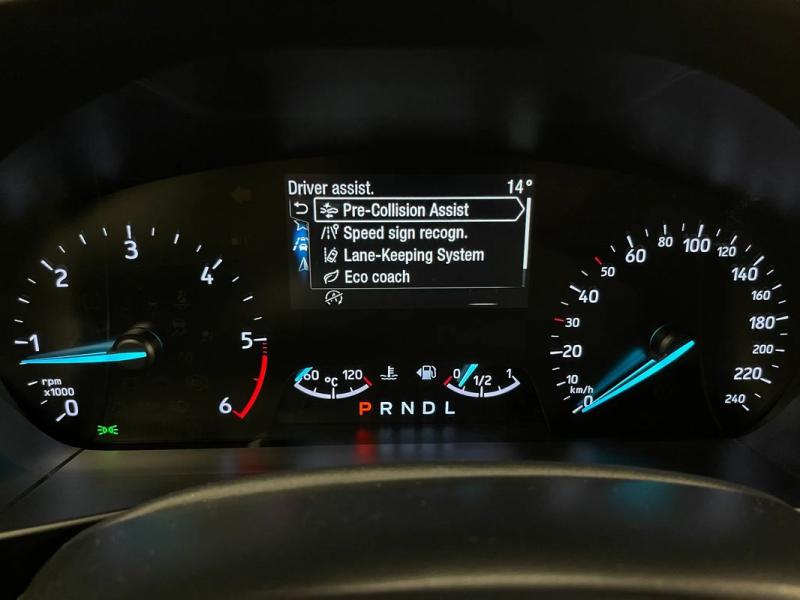 Driver assist. 14°
Pre-Collision Assist
Speed sign recogn.
Lane-Keeping System
Eco coach
0
1
2
3
4
5
6
rpm
x1000
60 120
°C
0 1/2 1
P R N D L
0
10
20
30
40
50
60
80
100
120
140
160
180
200
220
240
km/h